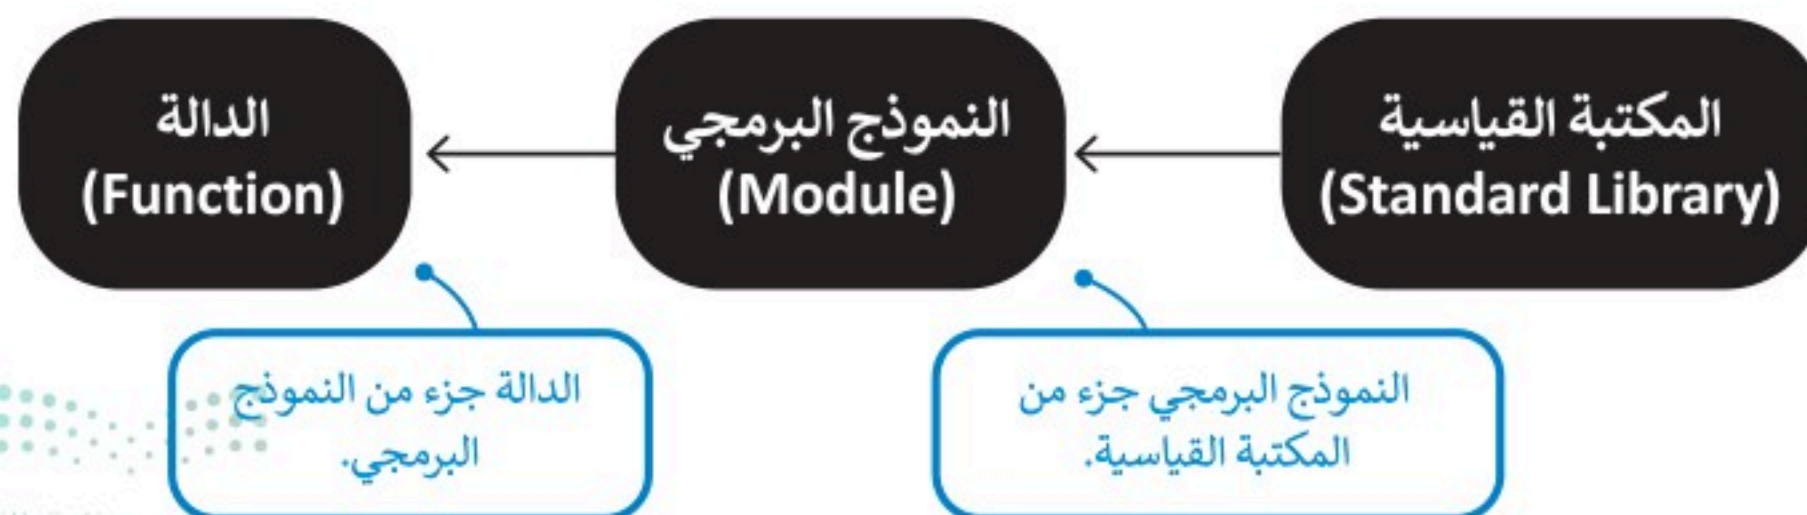 المكتبة القياسية
(Standard Library)
النموذج البرمجي
(Module)
الدالة
(Function)
النموذج البرمجي جزء من
المكتبة القياسية.
الدالة جزء من النموذج
البرمجي.